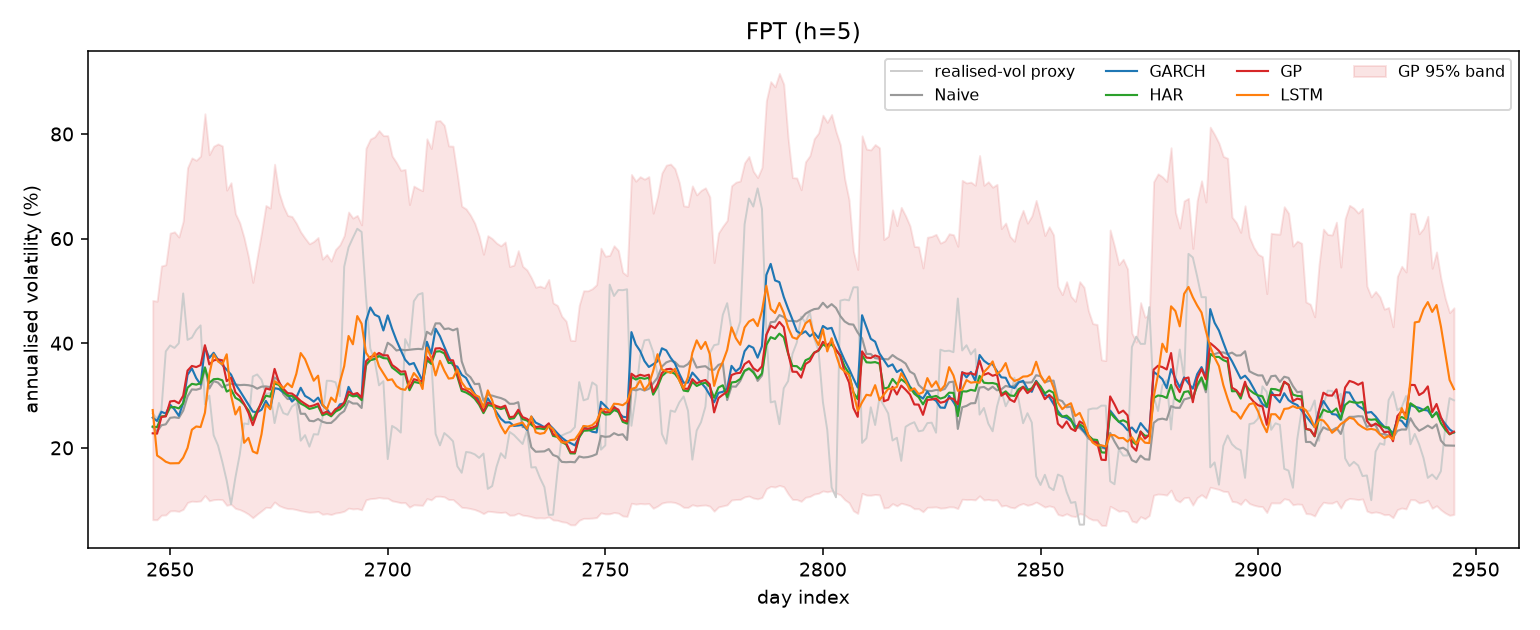 FPT (h=5)
realised-vol proxy
Naive
GARCH
HAR
GP
LSTM
GP 95% band
annualised volatility (%)
80
60
40
20
2650
2700
2750
2800
2850
2900
2950
day index